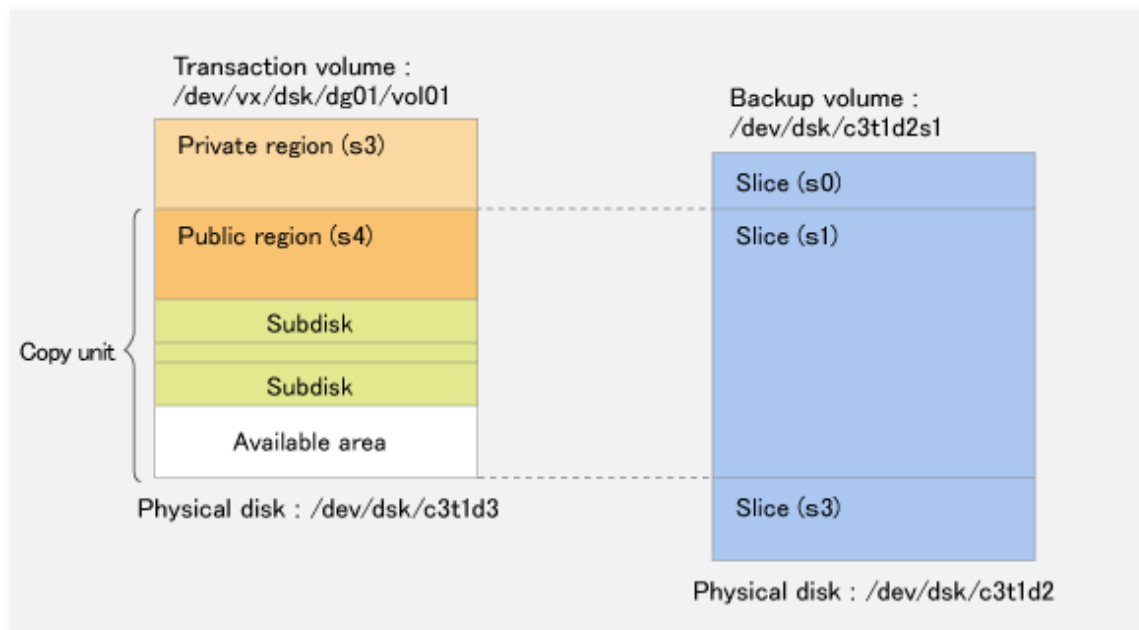 Transaction volume :
/dev/vx/dsk/dg01/vol01
Private region (s3)
Public region (s4)
Subdisk
Subdisk
Available area
Copy unit
Physical disk : /dev/dsk/c3t1d3
Backup volume :
/dev/dsk/c3t1d2s1
Slice (s0)
Slice (s1)
Slice (s3)
Physical disk : /dev/dsk/c3t1d2